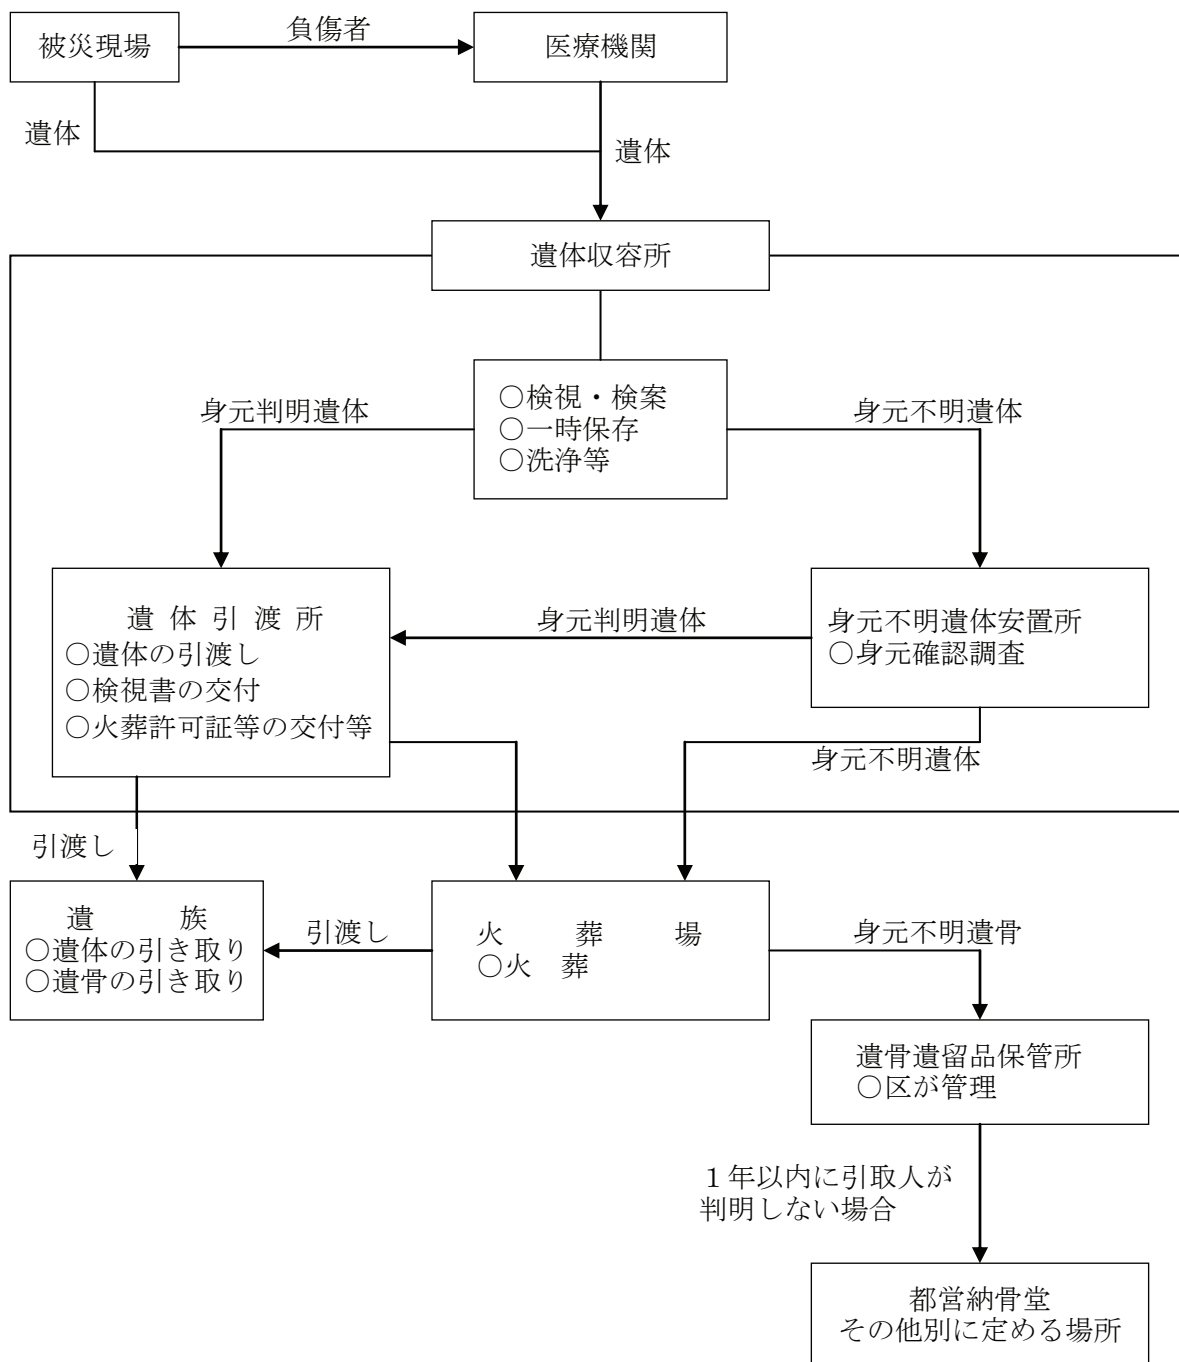 被災現場
負傷者
医療機関
遺体
遺体
遺体収容所
○検視・検案
○一時保存
○洗浄等
身元判明遺体
身元不明遺体
遺体引渡所
○遺体の引渡し
○検視書の交付
○火葬許可証等の交付等
身元判明遺体
身元不明遺体安置所
○身元確認調査
身元不明遺体
引渡し
遺　　　族
○遺体の引き取り
○遺骨の引き取り
引渡し
火　　葬　　場
○火　葬
身元不明遺骨
遺骨遺留品保管所
○区が管理
１年以内に引取人が
判明しない場合
都営納骨堂
その他別に定める場所